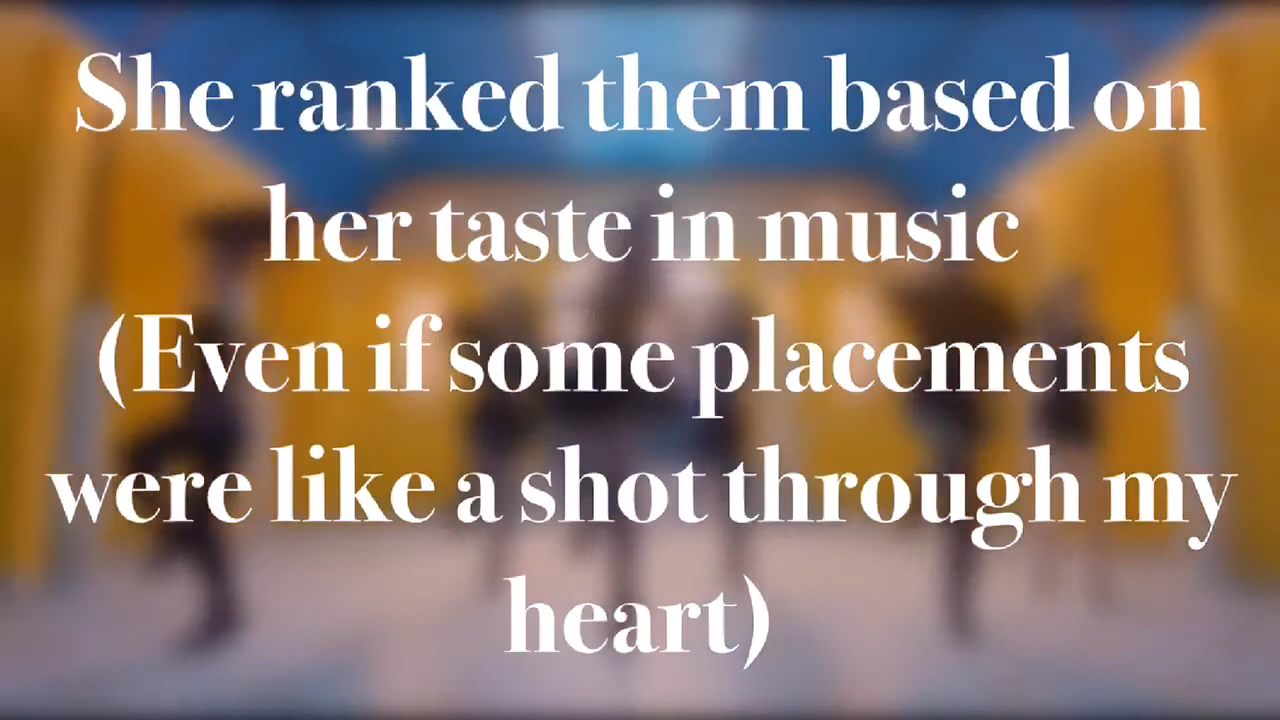 She ranked them based on
her taste in music
(Even if some placements
were like a shot through my
heart)